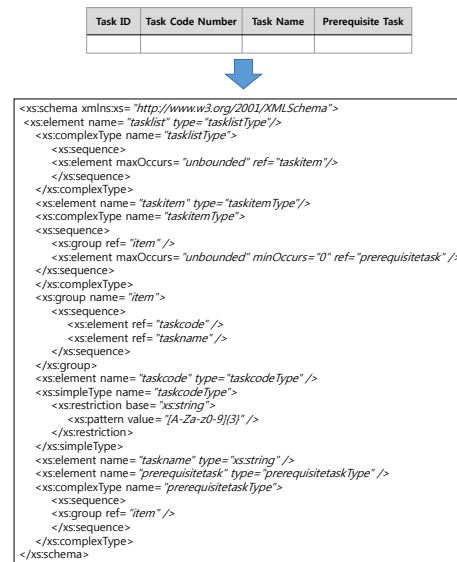 Task ID Task Code Number Task Name Prerequisite Task
<xs:schema xmlns:xs="http://www.w3.org/2001/XMLSchema">
<xs:element name="tasklist" type="tasklistType"/>
<xs:complexType name="tasklistType">
<xs:sequence>
<xs:element maxOccurs="unbounded" ref="taskitem"/>
</xs:sequence>
</xs:complexType>
<xs:element name="taskitem" type="taskitemType"/>
<xs:complexType name="taskitemType">
<xs:sequence>
<xs:group ref="item" />
<xs:element maxOccurs="unbounded" minOccurs="0" ref="prerequisitetask" />
</xs:sequence>
</xs:complexType>
<xs:group name="item">
<xs:sequence>
<xs:element ref="taskcode" />
<xs:element ref="taskname" />
</xs:sequence>
</xs:group>
<xs:element name="taskcode" type="taskcodeType" />
<xs:simpleType name="taskcodeType">
<xs:restriction base="xs:string">
<xs:pattern value="[A-Za-z0-9]{3}" />
</xs:restriction>
</xs:simpleType>
<xs:element name="taskname" type="xs:string" />
<xs:element name="prerequisitetask" type="prerequisitetaskType" />
<xs:complexType name="prerequisitetaskType">
<xs:sequence>
<xs:group ref="item" />
</xs:sequence>
</xs:complexType>
</xs:schema>